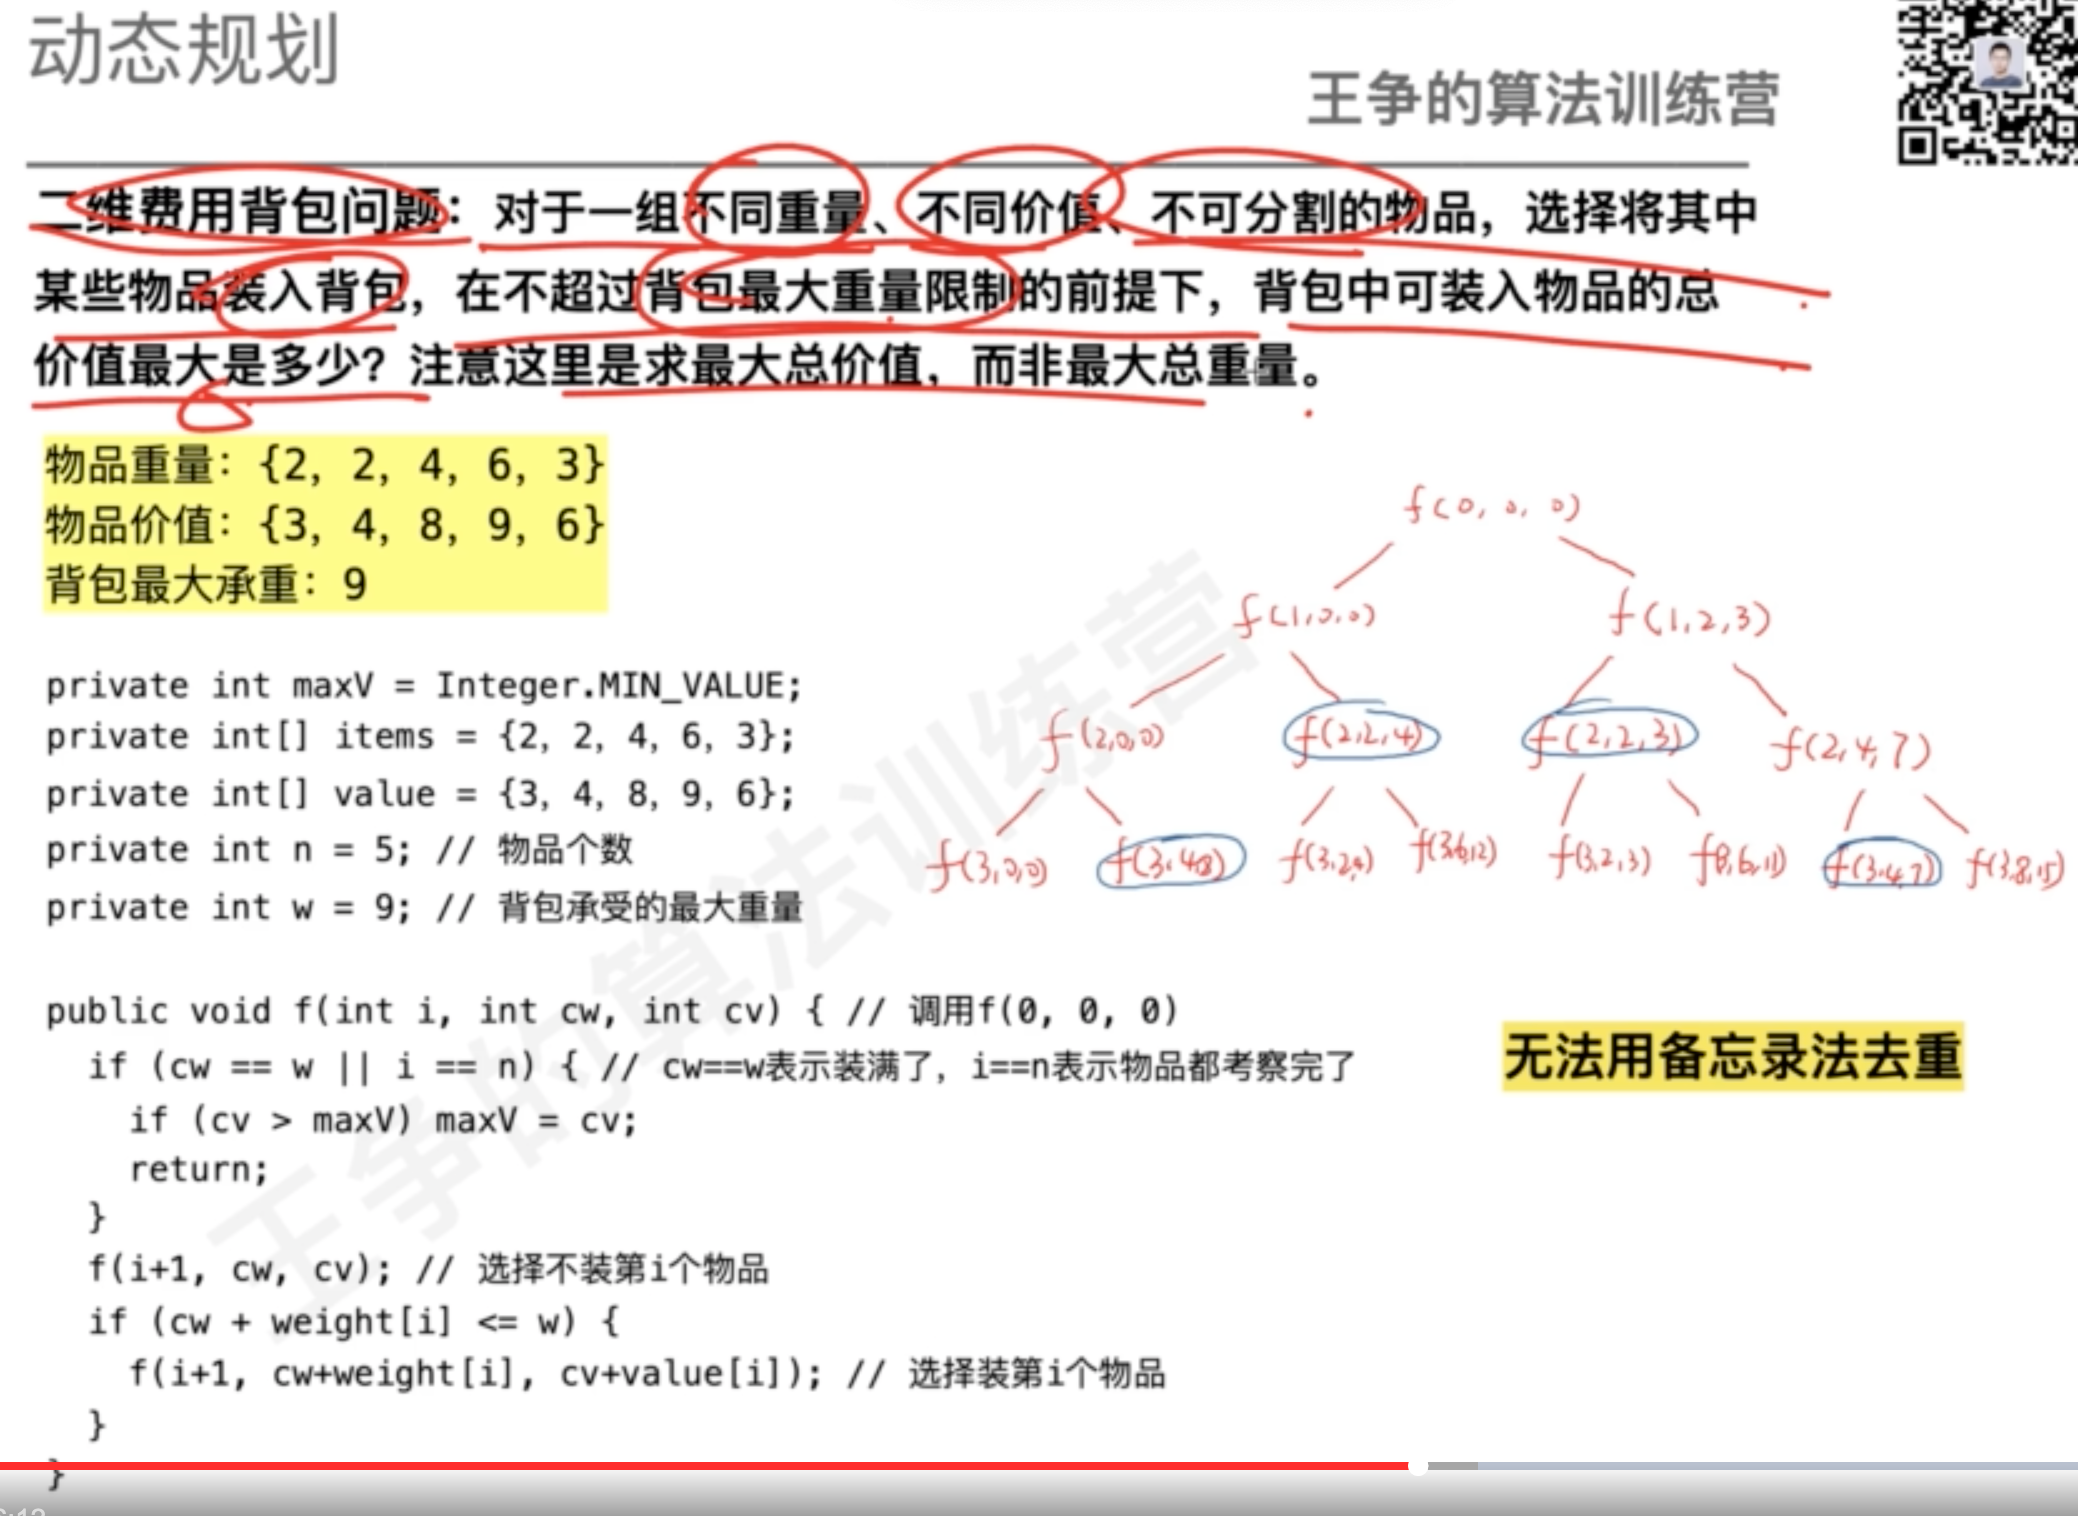 动态规划
王争的算法训练营
二维费用背包问题：对于一组不同重量、不同价值、不可分割的物品，选择将其中
某些物品装入背包，在不超过背包最大重量限制的前提下，背包中可装入物品的总
价值最大是多少？注意这里是求最大总价值，而非最大总重量。
物品重量：{2, 2, 4, 6, 3}
物品价值：{3, 4, 8, 9, 6}
背包最大承重：9
f(0, 0, 0)
f(1,0,0) f(1,2,3)
f(2,0,0) f(2,2,4) f(2,2,3) f(2,4,7)
f(3,0,0) f(3,4,8) f(3,2,4) f(3,6,12) f(3,2,3) f(3,6,11) f(3,4,7) f(3,8,15)
private int maxV = Integer.MIN_VALUE;
private int[] items = {2, 2, 4, 6, 3};
private int[] value = {3, 4, 8, 9, 6};
private int n = 5; // 物品个数
private int w = 9; // 背包承受的最大重量
public void f(int i, int cw, int cv) { // 调用f(0, 0, 0)
if (cw == w || i == n) { // cw==w表示装满了，i==n表示物品都考察完了
if (cv > maxV) maxV = cv;
return;
}
f(i+1, cw, cv); // 选择不装第i个物品
if (cw + weight[i] <= w) {
f(i+1, cw+weight[i], cv+value[i]); // 选择装第i个物品
}
}
无法用备忘录法去重
王争的算法训练营